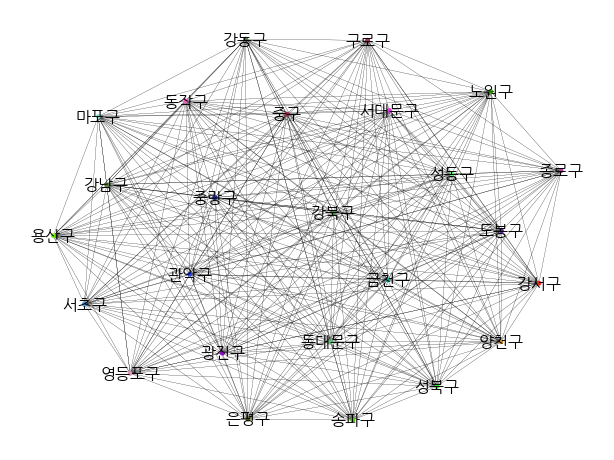 강동구
구로구
노원구
동작구
서대문구
중구
마포구
종로구
성동구
강남구
중랑구
강북구
도봉구
용산구
관악구
금천구
강서구
서초구
동대문구
양천구
광진구
영등포구
성북구
은평구
송파구